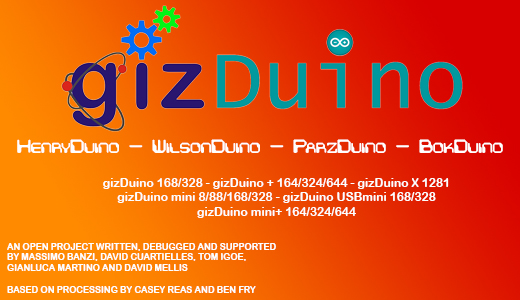 gizDuino
HenryDuino - WilsonDuino - ParzDuino - BokDuino
gizDuino 168/328 - gizDuino + 164/324/644 - gizDuino X 1281
gizDuino mini 8/88/168/328 - gizDuino USBmini 168/328
gizDuino mini+ 164/324/644
AN OPEN PROJECT WRITTEN, DEBUGGED AND SUPPORTED
BY MASSIMO BANZI, DAVID CUARTIELLES, TOM IGOE,
GIANLUCA MARTINO AND DAVID MELLIS
BASED ON PROCESSING BY CASEY REAS AND BEN FRY